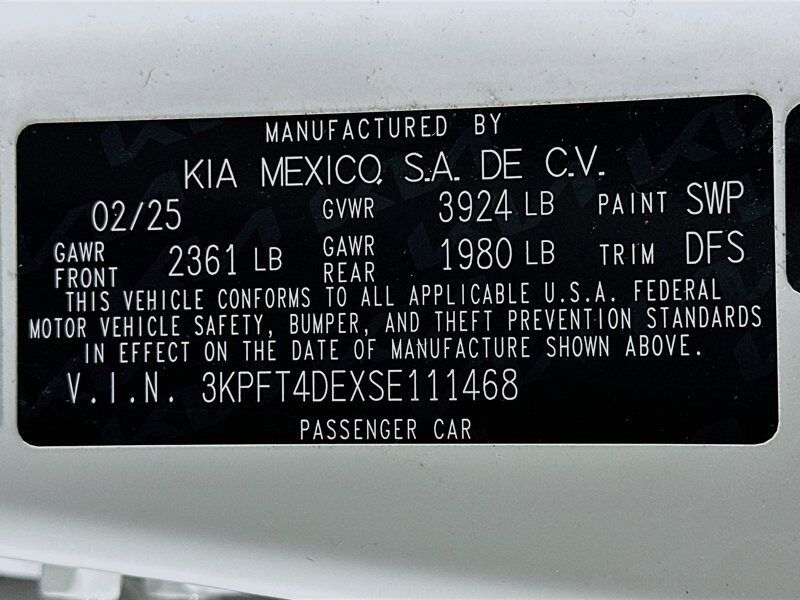 MANUFACTURED BY
KIA MEXICO, S.A. DE C.V.
02/25 GVWR 3924 LB PAINT SWP
GAWR FRONT 2361 LB GAWR REAR 1980 LB TRIM DFS
THIS VEHICLE CONFORMS TO ALL APPLICABLE U.S.A. FEDERAL
MOTOR VEHICLE SAFETY, BUMPER, AND THEFT PREVENTION STANDARDS
IN EFFECT ON THE DATE OF MANUFACTURE SHOWN ABOVE.
V.I.N. 3KPFT4DEXSE111468
PASSENGER CAR